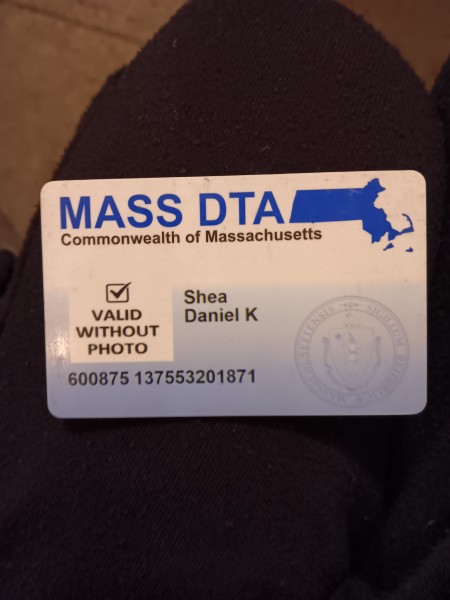 MASS DTA
Commonwealth of Massachusetts
VALID
WITHOUT
PHOTO
Shea
Daniel K
600875 137553201871